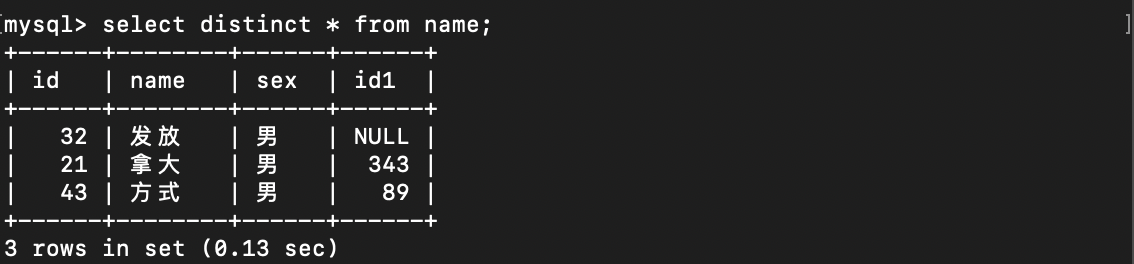 [mysql> select distinct * from name; ]
+------+--------+------+------+
| id   | name   | sex  | id1  |
+------+--------+------+------+
|   32 | 发放   | 男   | NULL |
|   21 | 拿大   | 男   |  343 |
|   43 | 方式   | 男   |   89 |
+------+--------+------+------+
3 rows in set (0.13 sec)